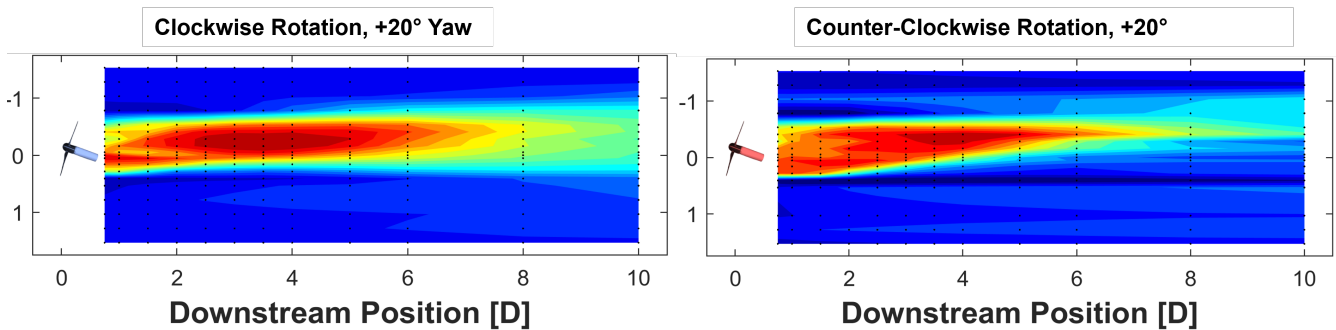 Clockwise Rotation, +20° Yaw
-1
0
1
0 2 4 6 8 10
Downstream Position [D]
Counter-Clockwise Rotation, +20°
-1
0
1
0 2 4 6 8 10
Downstream Position [D]